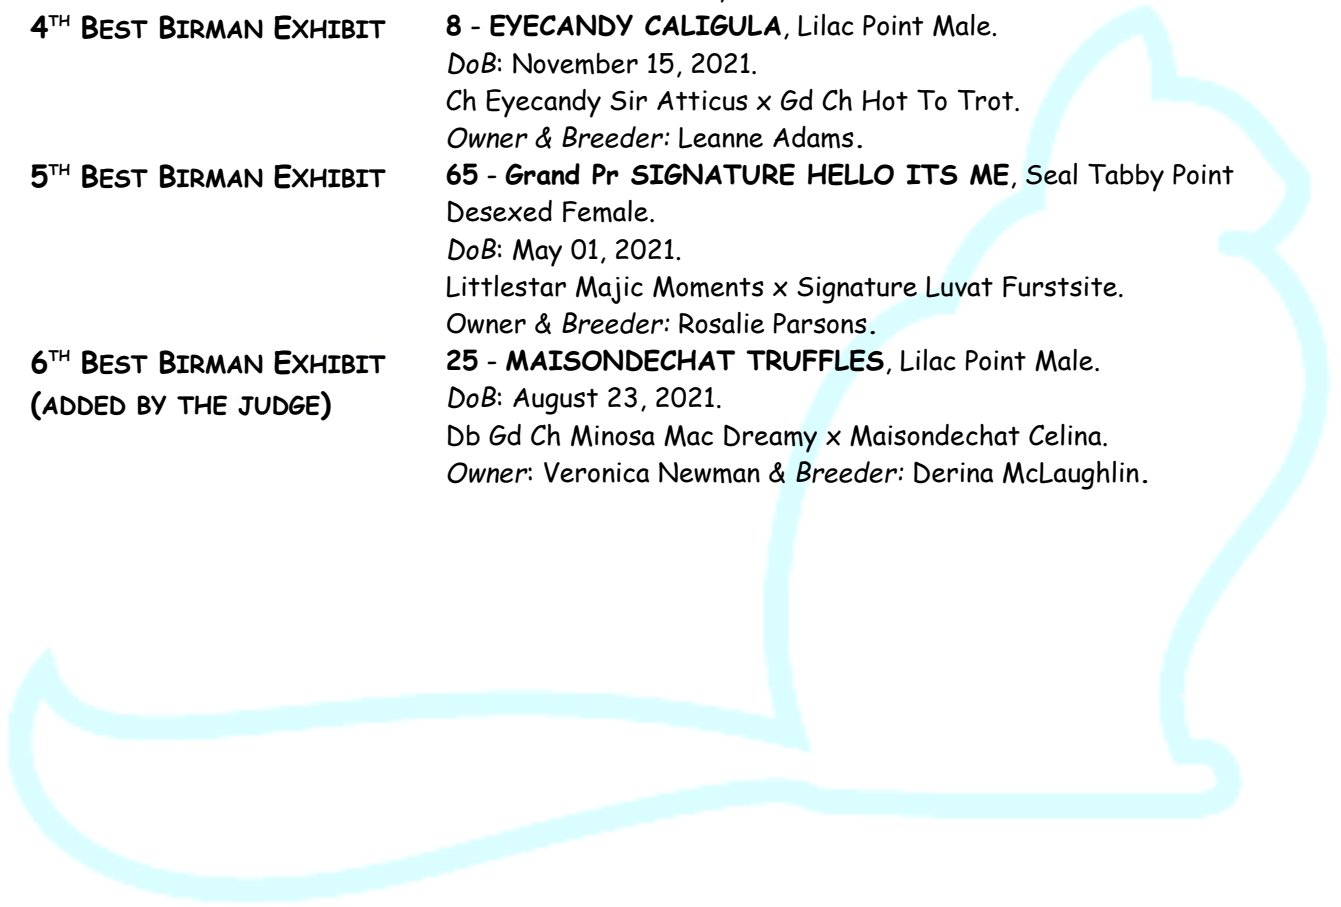 4TH BEST BIRMAN EXHIBIT 8 - EYECANDY CALIGULA, Lilac Point Male.
DoB: November 15, 2021.
Ch Eyecandy Sir Atticus x Gd Ch Hot To Trot.
Owner & Breeder: Leanne Adams.
5TH BEST BIRMAN EXHIBIT 65 - Grand Pr SIGNATURE HELLO ITS ME, Seal Tabby Point
Desexed Female.
DoB: May 01, 2021.
Littlestar Majic Moments x Signature Luvat Furstsite.
Owner & Breeder: Rosalie Parsons.
6TH BEST BIRMAN EXHIBIT 25 - MAISONDECHAT TRUFFLES, Lilac Point Male.
(ADDED BY THE JUDGE) DoB: August 23, 2021.
Db Gd Ch Minosa Mac Dreamy x Maisondechat Celina.
Owner: Veronica Newman & Breeder: Derina McLaughlin.